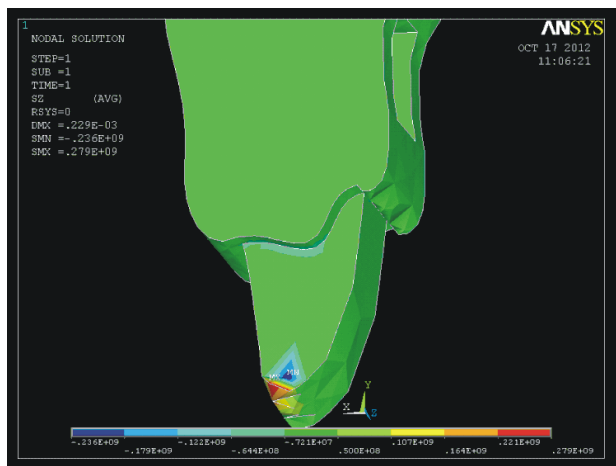 1
ANSYS
NODAL SOLUTION
OCT 17 2012
11:06:21
STEP=1
SUB =1
TIME=1
SZ (AVG)
RSYS=0
DMX =.229E-03
SMN =-.236E+09
SMX =.279E+09
MN
Y
X Z
-.236E+09 -.122E+09 -.721E+07 .107E+09 .221E+09
-.179E+09 -.644E+08 .500E+08 .164E+09 .279E+09